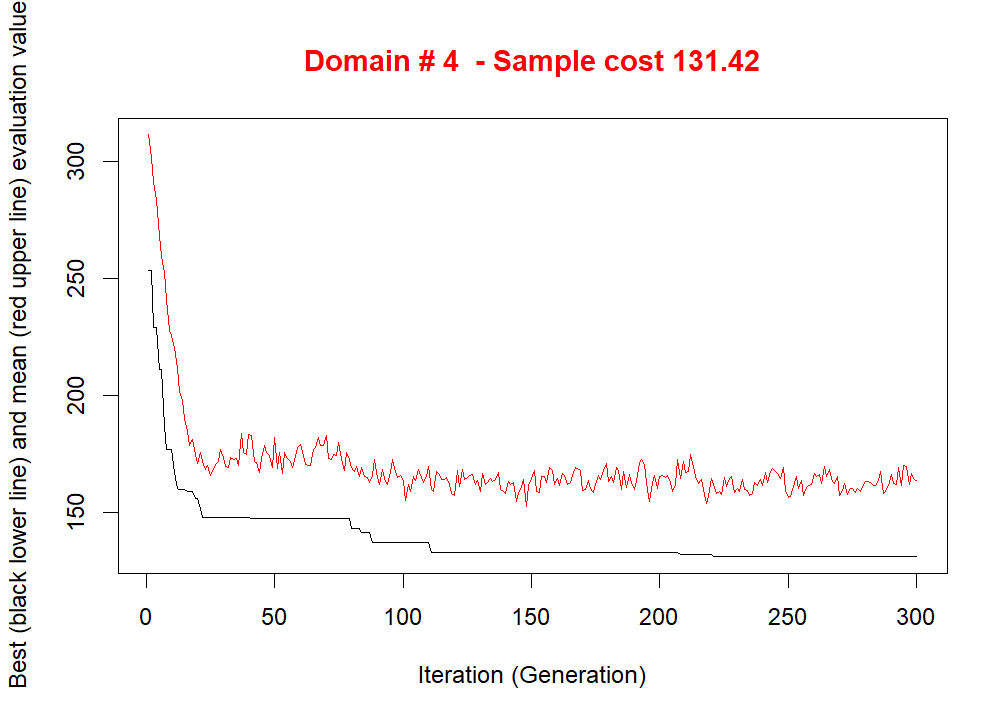 Domain # 4  - Sample cost 131.42
Best (black lower line) and mean (red upper line) evaluation value
300
250
200
150
0 50 100 150 200 250 300
Iteration (Generation)